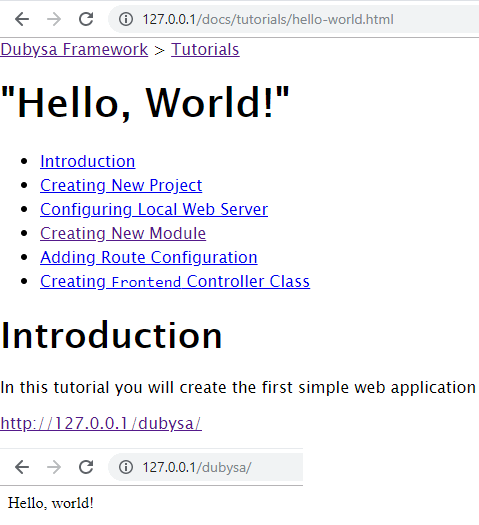 127.0.0.1/docs/tutorials/hello-world.html
Dubysa Framework > Tutorials
"Hello, World!"
Introduction
Creating New Project
Configuring Local Web Server
Creating New Module
Adding Route Configuration
Creating Frontend Controller Class
Introduction
In this tutorial you will create the first simple web application
http://127.0.0.1/dubysa/
127.0.0.1/dubysa/
Hello, world!